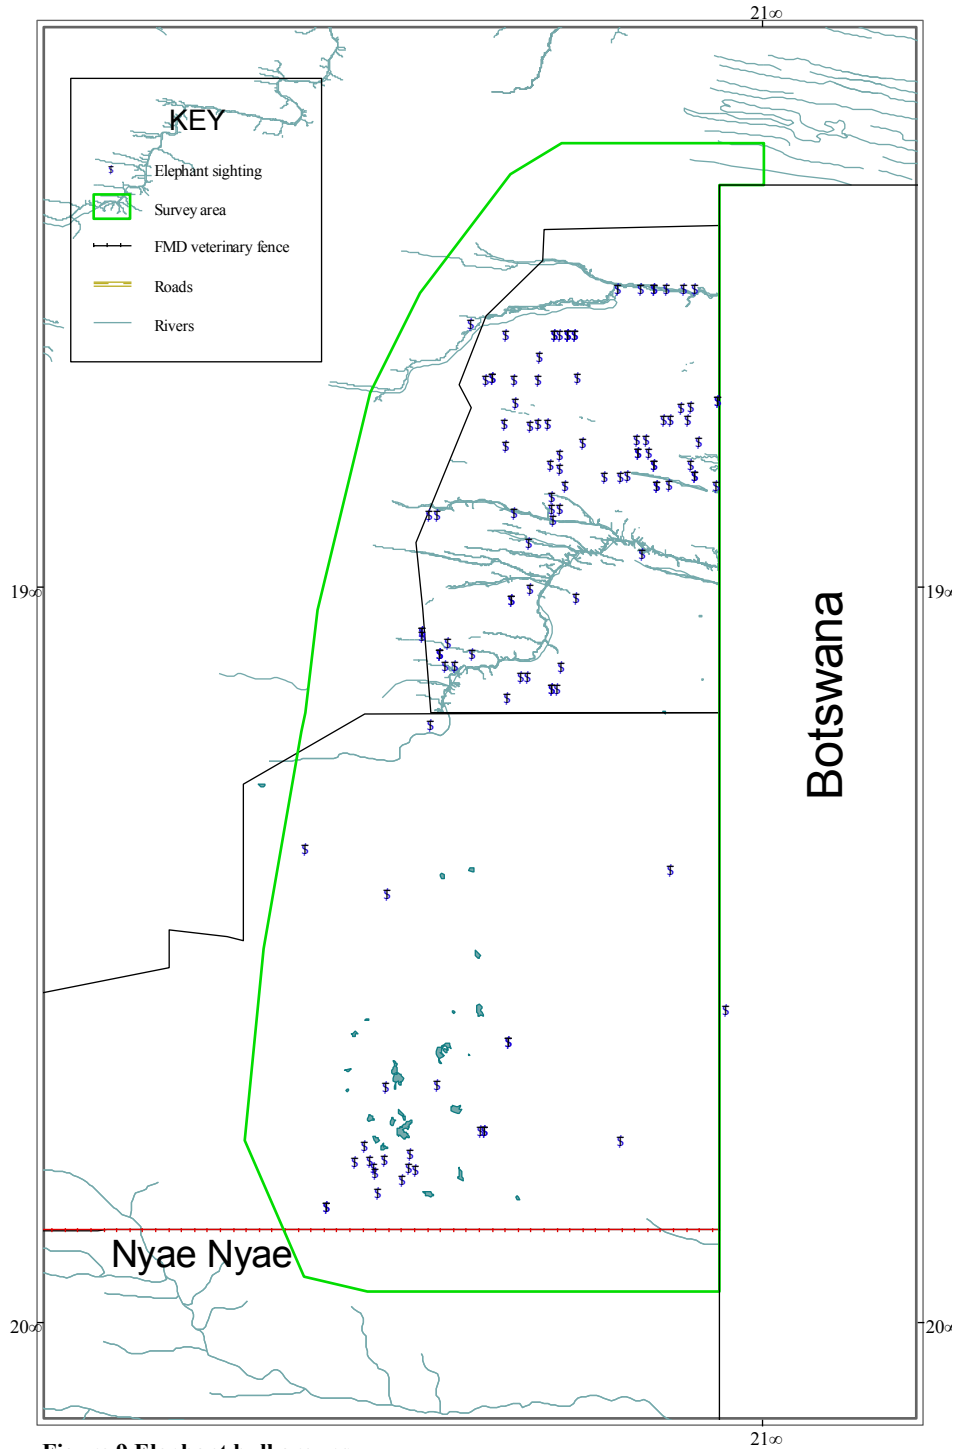 21∞
KEY
$ Elephant sighting
Survey area
FMD veterinary fence
Roads
Rivers
19∞
19∞
Botswana
Nyae Nyae
20∞
20∞
21∞